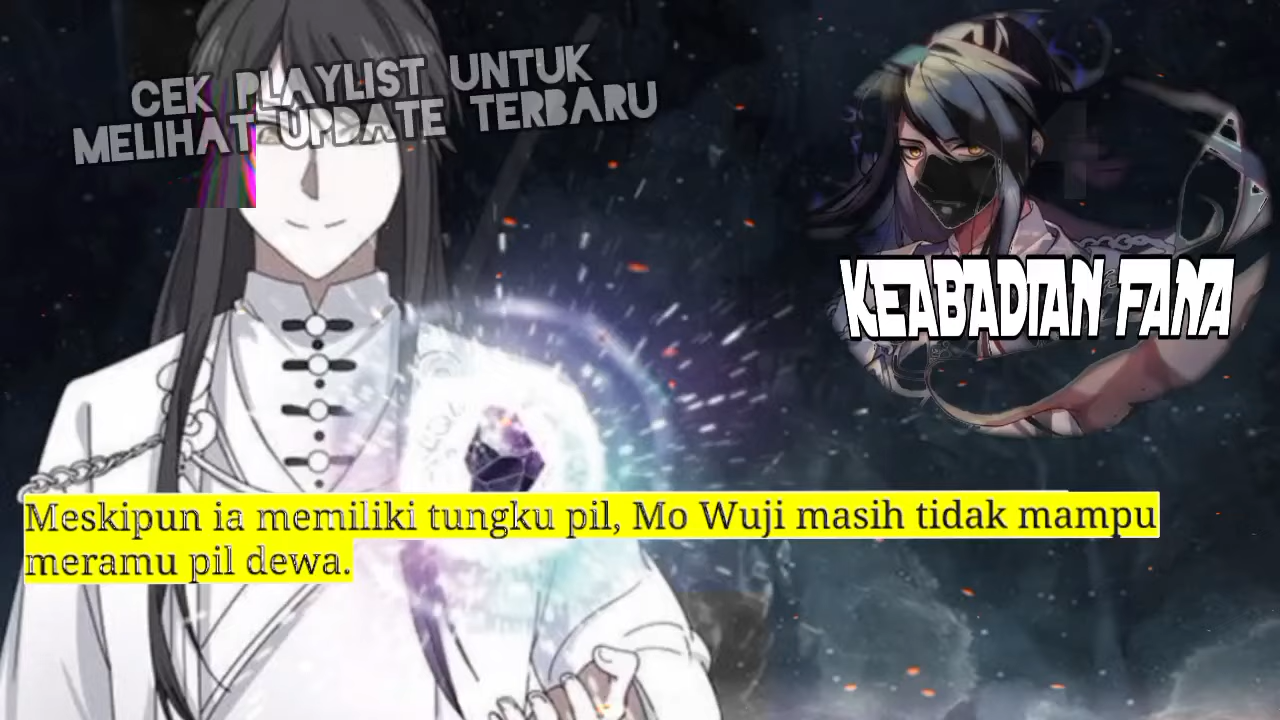 CEK PLAYLIST UNTUK
MELIHAT UPDATE TERBARU
KEABADIAN FANA
Meskipun ia memiliki tungku pil, Mo Wuji masih tidak mampu
meramu pil dewa.